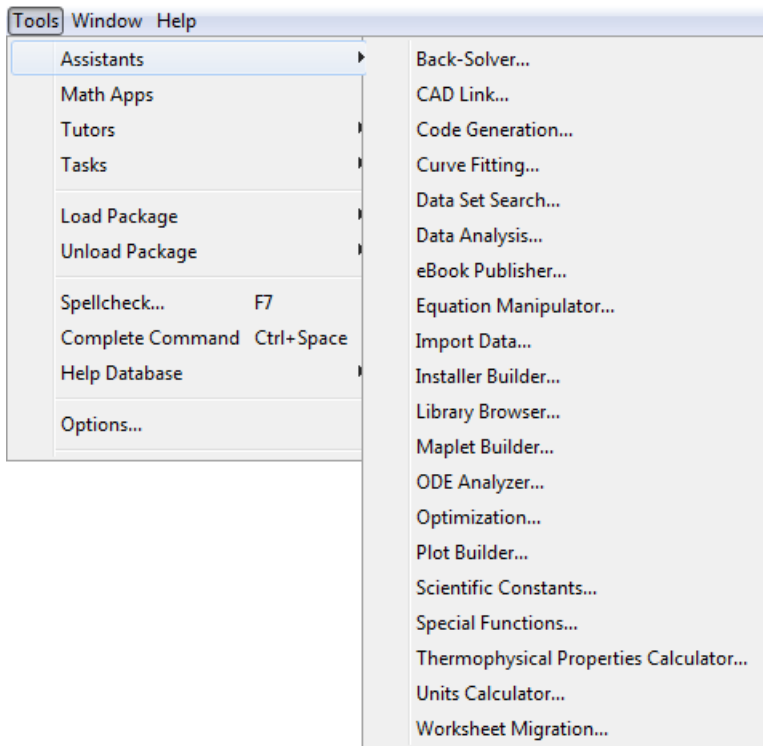 Tools Window Help
Assistants
Math Apps
Tutors
Tasks
Load Package
Unload Package
Spellcheck... F7
Complete Command Ctrl+Space
Help Database
Options...
Back-Solver...
CAD Link...
Code Generation...
Curve Fitting...
Data Set Search...
Data Analysis...
eBook Publisher...
Equation Manipulator...
Import Data...
Installer Builder...
Library Browser...
Maplet Builder...
ODE Analyzer...
Optimization...
Plot Builder...
Scientific Constants...
Special Functions...
Thermophysical Properties Calculator...
Units Calculator...
Worksheet Migration...